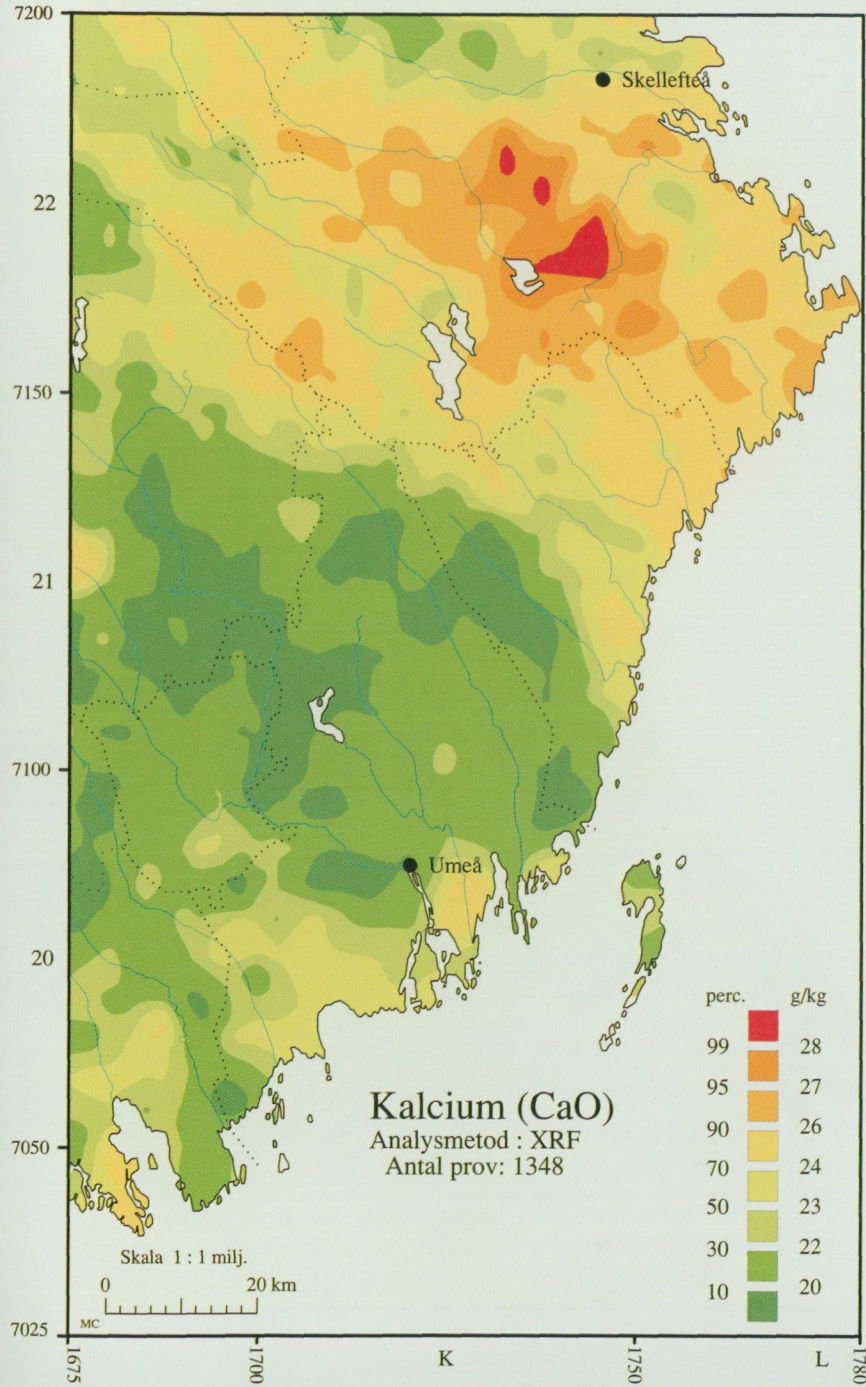 7200
Skellefteå
22
7150
21
7100
Umeå
20
perc. g/kg
99 28
95 27
90 26
70 24
50 23
30 22
10 20
Kalcium (CaO)
Analysmetod : XRF
Antal prov: 1348
7050
Skala 1 : 1 milj.
0 20 km
MC
7025
1675 1700 K 1750 L 1780